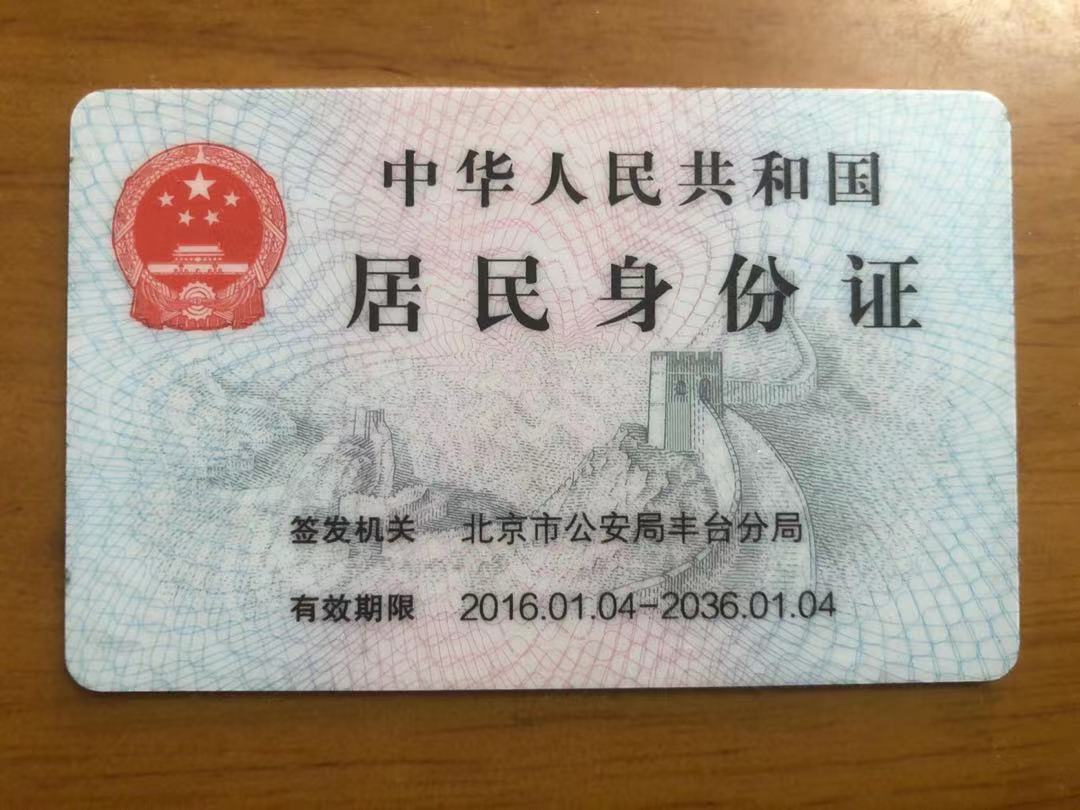 中华人民共和国
居民身份证
签发机关 北京市公安局丰台分局
有效期限 2016.01.04-2036.01.04